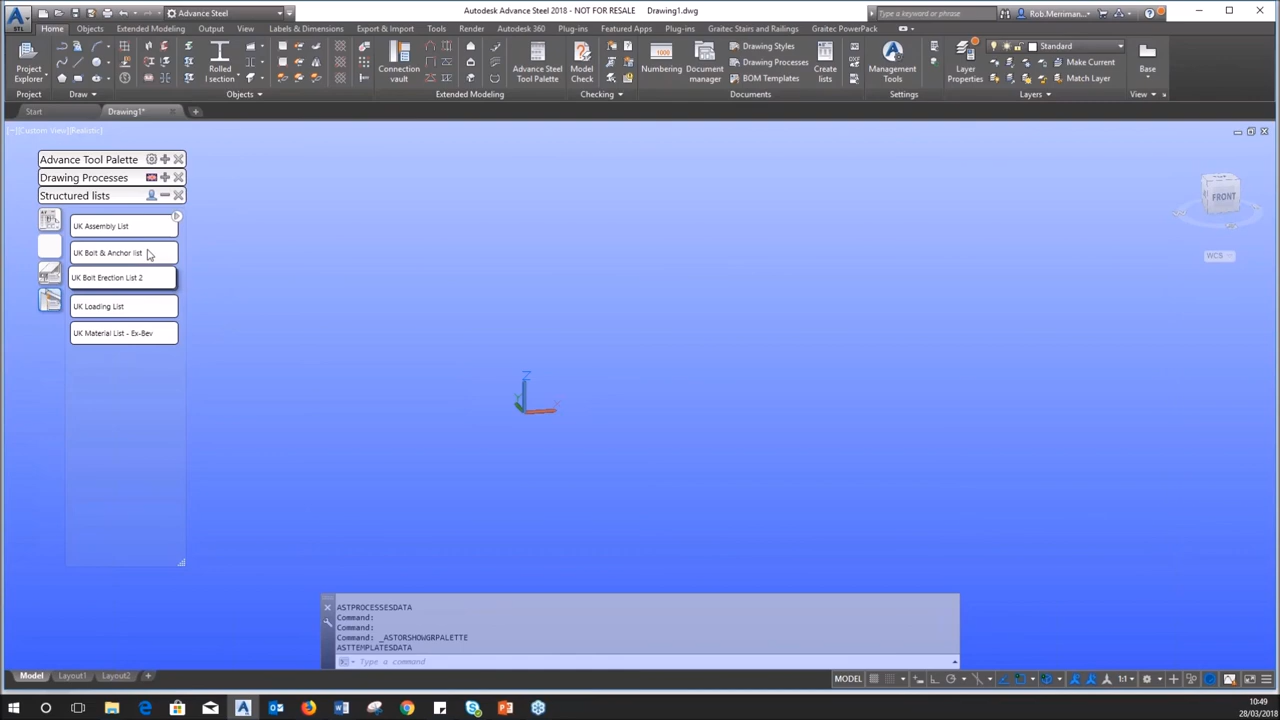 Advance Steel
Autodesk Advance Steel 2018 - NOT FOR RESALE Drawing1.dwg
Type a keyword or phrase
Rob.Merriman...
STL
Home Objects Extended Modeling Output Labels & Dimensions Export & Import Tools Render Autodesk 360 Plug-ins Featured Apps Plug-ins Graitec Stairs and Railings Graitec PowerPack
Project Explorer
Rolled I section
Connection vault
Advance Steel Tool Palette
Model Check
Numbering
Document manager
Drawing Styles
Drawing Processes
BOM Templates
Create lists
Management Tools
Layer Properties
Standard
Make Current
Match Layer
Base
Project Draw Objects Extended Modeling Checking Documents Settings Layers View
Start Drawing1*
[−][Custom View][Realistic]
Advance Tool Palette
Drawing Processes
Structured lists
UK Assembly List
UK Bolt & Anchor list
UK Bolt Erection List 2
UK Loading List
UK Material List - Ex-Bev
FRONT
WCS
Z
ASTPROCESSESDATA
Command:
Command:
Command: _ASTORSHOWGRPALETTE
ASTTEMPLATESDATA
Type a command
Model Layout1 Layout2 +
MODEL
1:1
10:49
28/03/2018